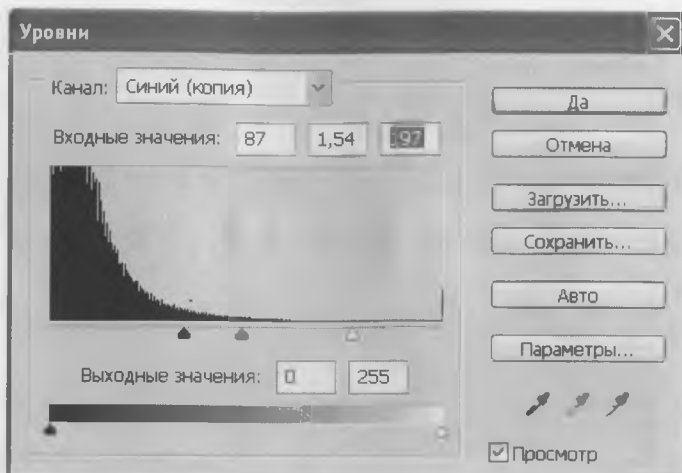 Уровни
Канал: Синий (копия)
Входные значения: 87 1,54
Выходные значения: 0 255
Да
Отмена
Загрузить...
Сохранить...
Авто
Параметры...
Просмотр